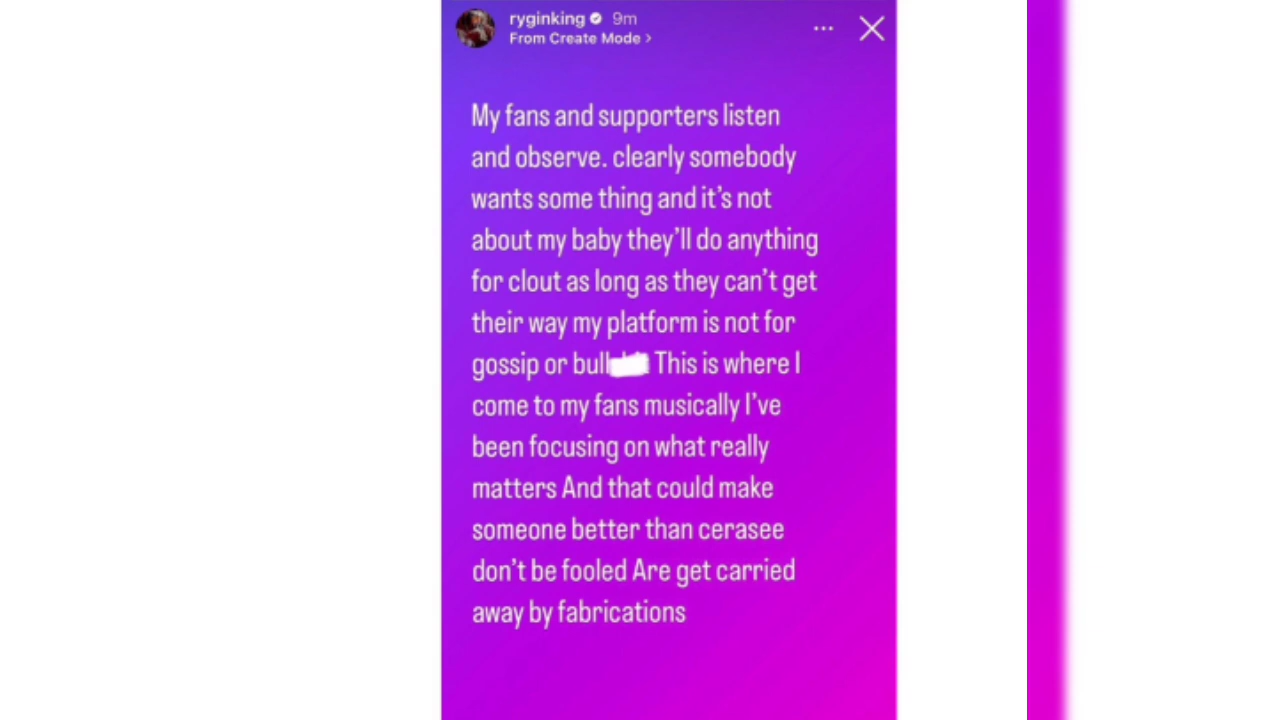 ryginking 9m
From Create Mode >
My fans and supporters listen
and observe. clearly somebody
wants some thing and it's not
about my baby they'll do anything
for clout as long as they can't get
their way my platform is not for
gossip or bull This is where I
come to my fans musically I've
been focusing on what really
matters And that could make
someone better than cerasee
don't be fooled Are get carried
away by fabrications